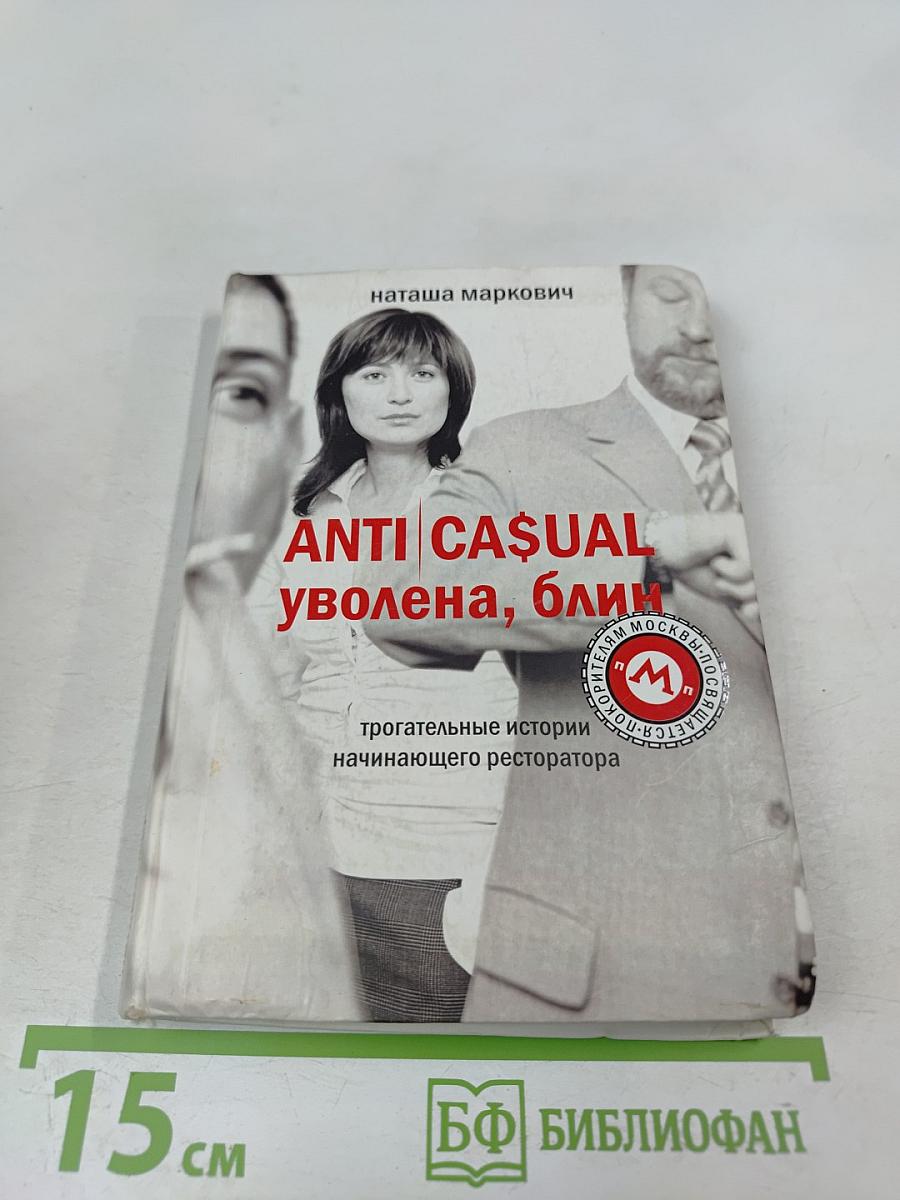 наташа маркович
ANTI|CA$UAL
уволена, блин
ПОКОРИТЕЛЯМ МОСКВЫ·ПОСВЯЩАЕТСЯ·
П М П
трогательные истории
начинающего ресторатора
15 см
БФ БИБЛИОФАН